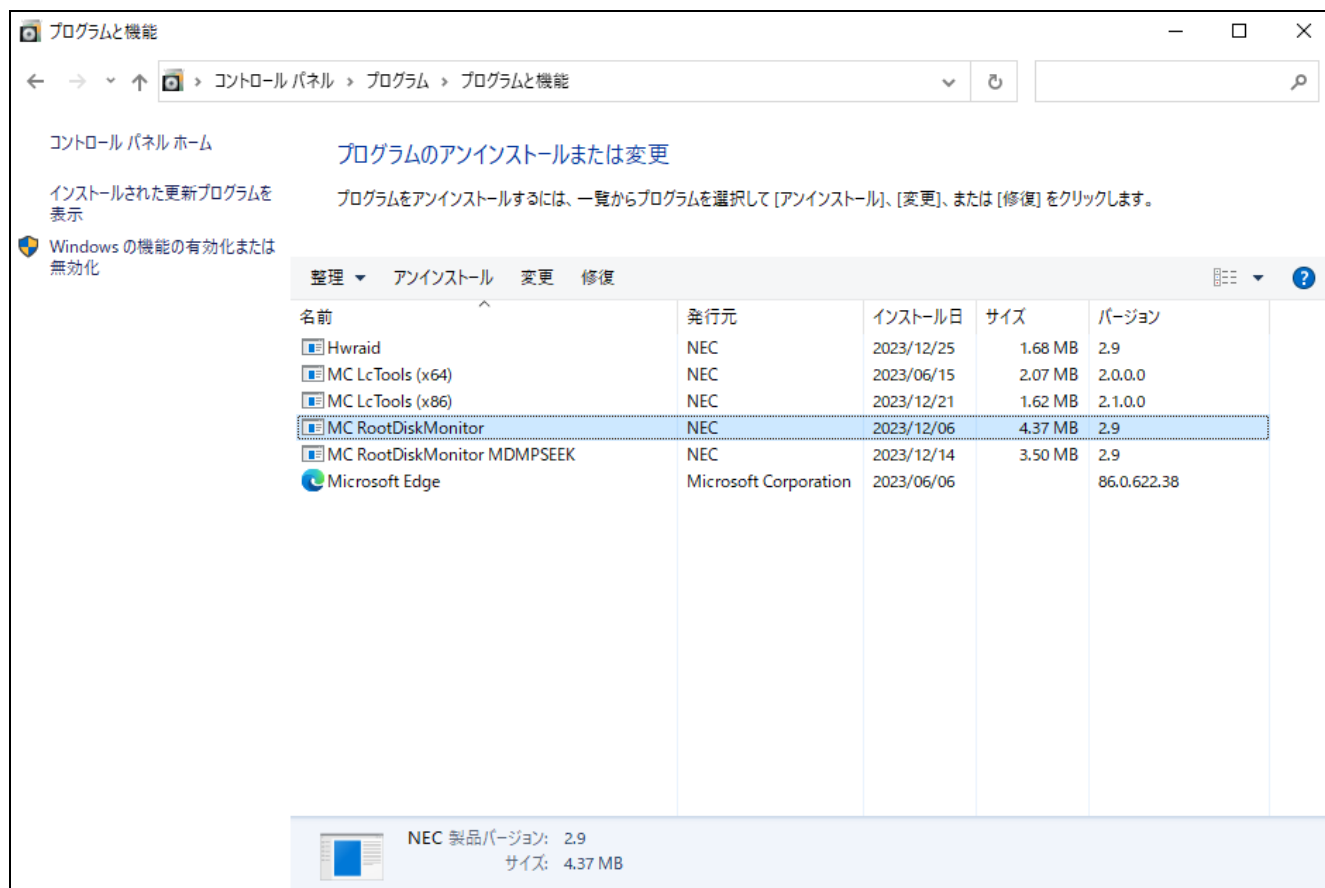 プログラムと機能
コントロール パネル › プログラム › プログラムと機能
コントロール パネル ホーム
インストールされた更新プログラムを
表示
Windows の機能の有効化または
無効化
プログラムのアンインストールまたは変更
プログラムをアンインストールするには、一覧からプログラムを選択して [アンインストール]、[変更]、または [修復] をクリックします。
整理 アンインストール 変更 修復
名前 発行元 インストール日 サイズ バージョン
Hwraid NEC 2023/12/25 1.68 MB 2.9
MC LcTools (x64) NEC 2023/06/15 2.07 MB 2.0.0.0
MC LcTools (x86) NEC 2023/12/21 1.62 MB 2.1.0.0
MC RootDiskMonitor NEC 2023/12/06 4.37 MB 2.9
MC RootDiskMonitor MDMPSEEK NEC 2023/12/14 3.50 MB 2.9
Microsoft Edge Microsoft Corporation 2023/06/06 86.0.622.38
NEC 製品バージョン: 2.9
サイズ: 4.37 MB